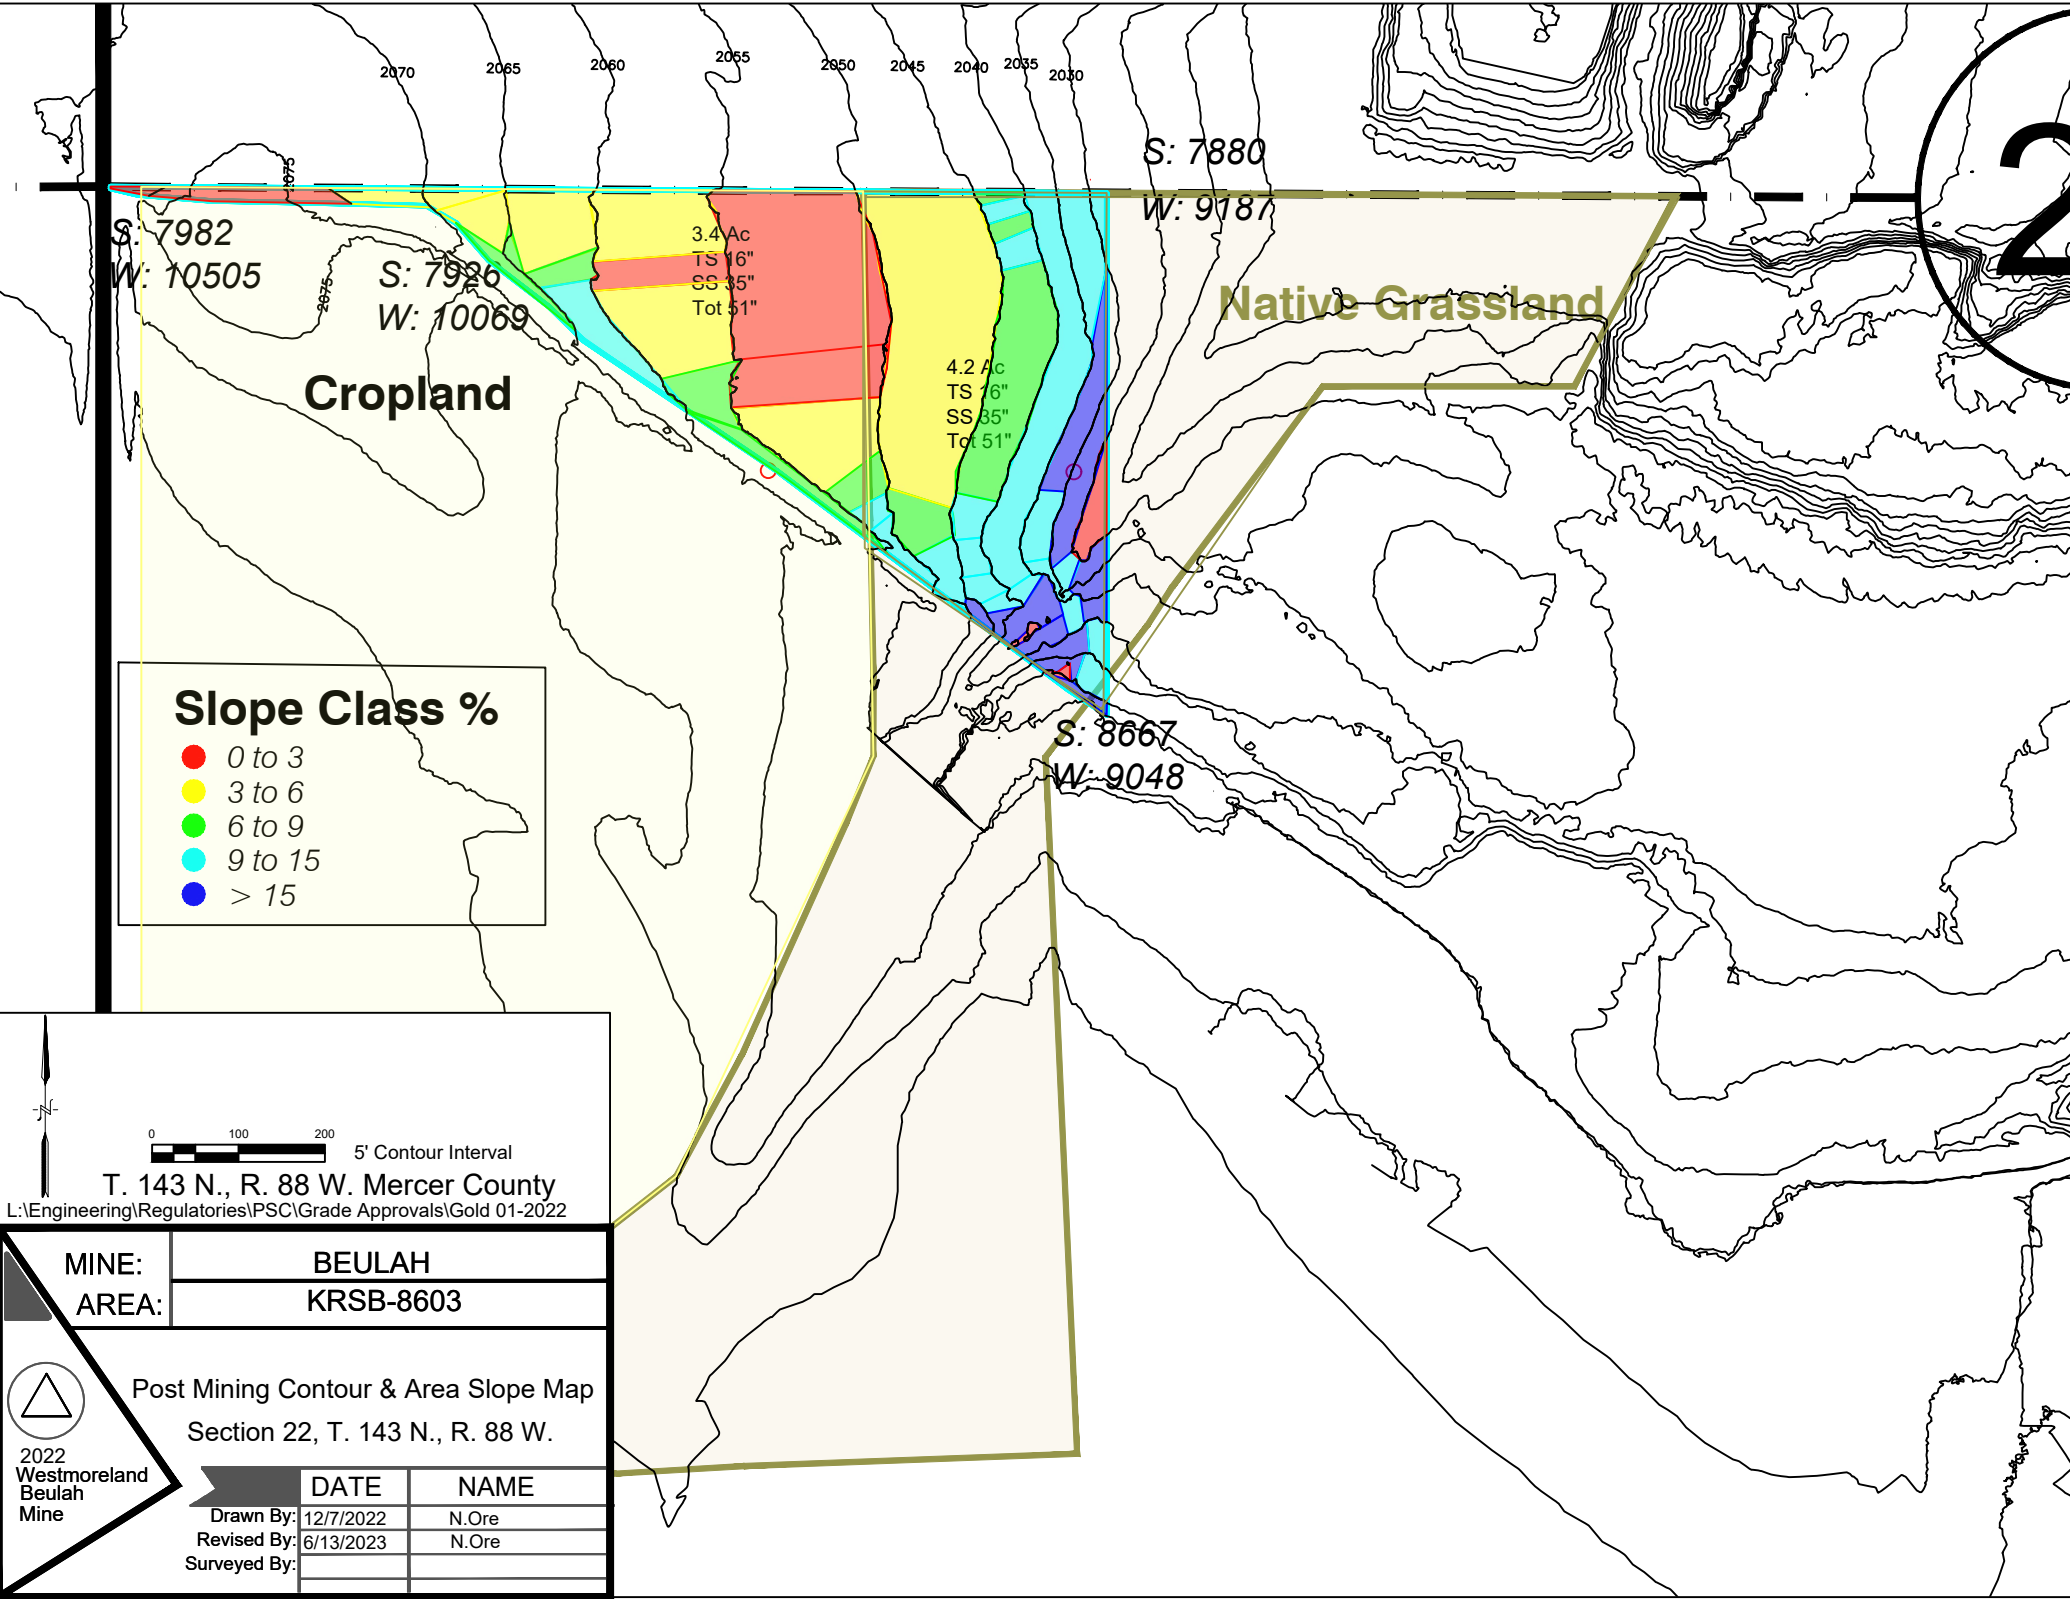 2070
2065
2060
2055
2050
2045
2040
2035
2030
2075
2075
S: 7880
W: 9187
S: 7982
W: 10505
S: 7926
W: 10069
3.4 Ac
TS 16"
SS 35"
Tot 51"
Native Grassland
Cropland
4.2 Ac
TS 16"
SS 35"
Tot 51"
S: 8667
W: 9048
2
Slope Class %
0 to 3
3 to 6
6 to 9
9 to 15
> 15
N
0 100 200
5' Contour Interval
T. 143 N., R. 88 W. Mercer County
L:\Engineering\Regulatories\PSC\Grade Approvals\Gold 01-2022
MINE: BEULAH
AREA: KRSB-8603
Post Mining Contour & Area Slope Map
Section 22, T. 143 N., R. 88 W.
2022
Westmoreland
Beulah
Mine
DATE NAME
Drawn By: 12/7/2022 N.Ore
Revised By: 6/13/2023 N.Ore
Surveyed By: